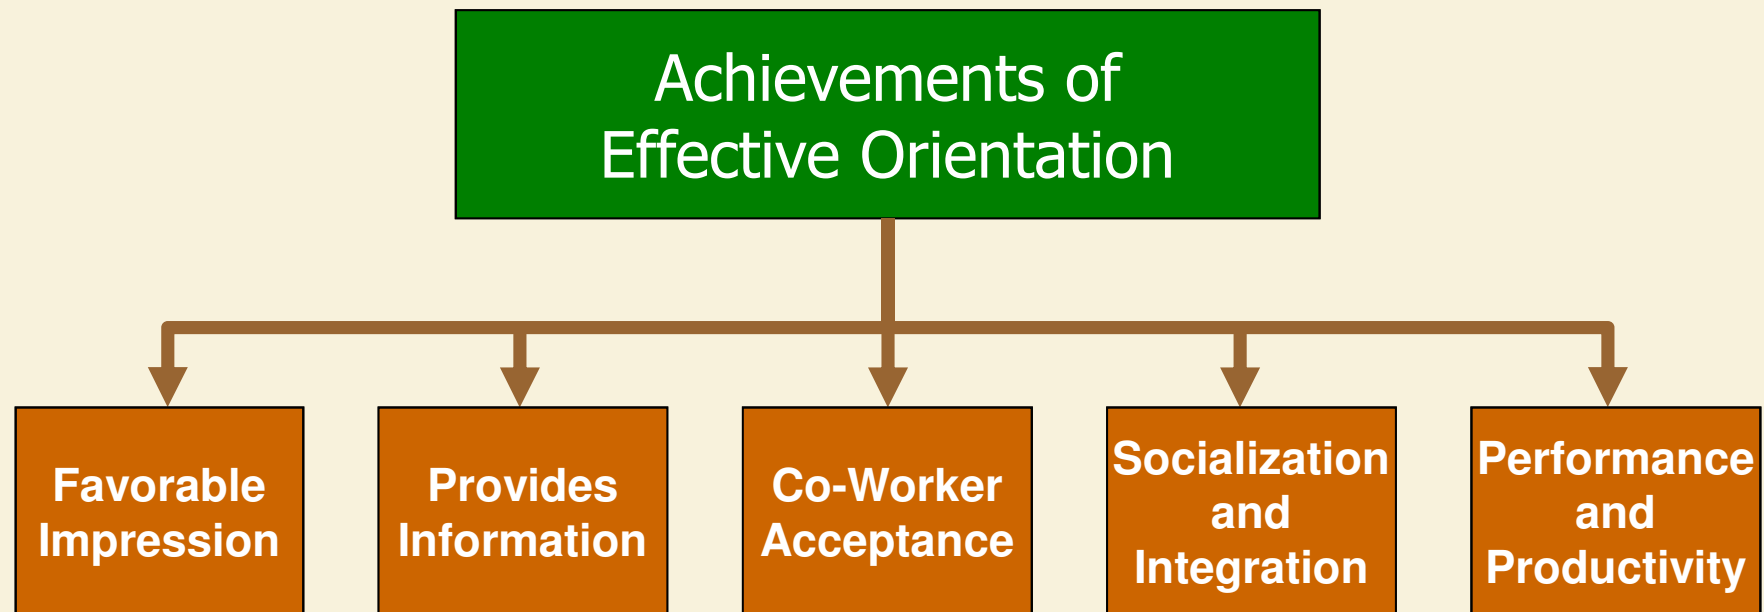 Achievements of
Effective Orientation
Favorable
Impression
Provides
Information
Co-Worker
Acceptance
Socialization
and
Integration
Performance
and
Productivity